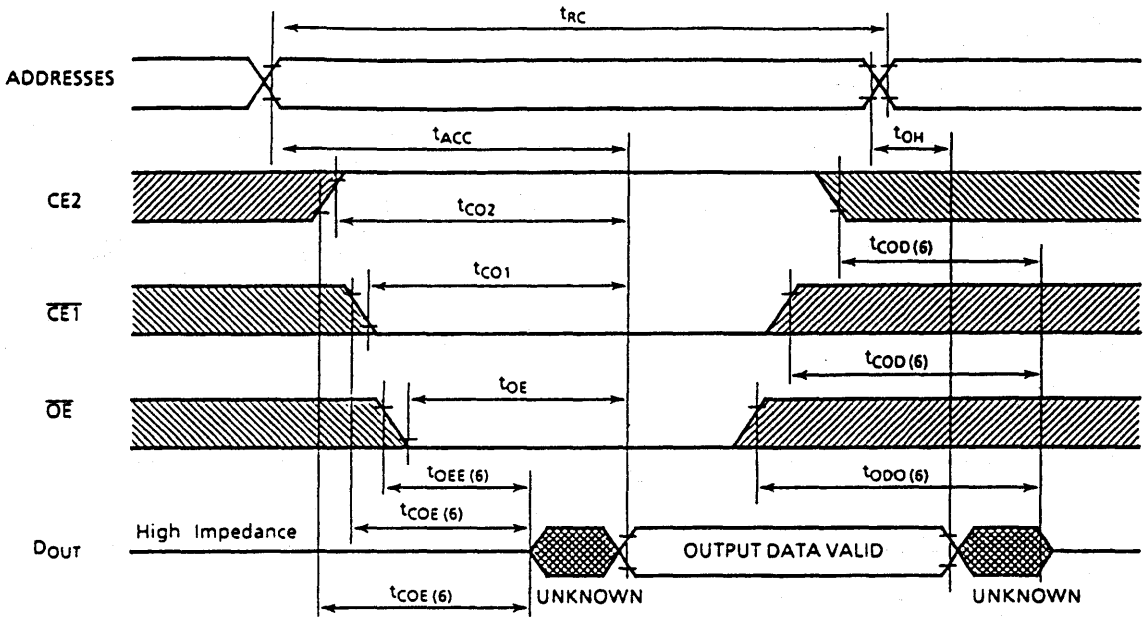 tRC
ADDRESSES
tACC
tOH
CE2
tCO2
tCOD (6)
tCO1
CE1
tCOD (6)
tOE
OE
tOEE (6)
tODO (6)
tCOE (6)
High Impedance
DOUT
OUTPUT DATA VALID
tCOE (6)
UNKNOWN
UNKNOWN